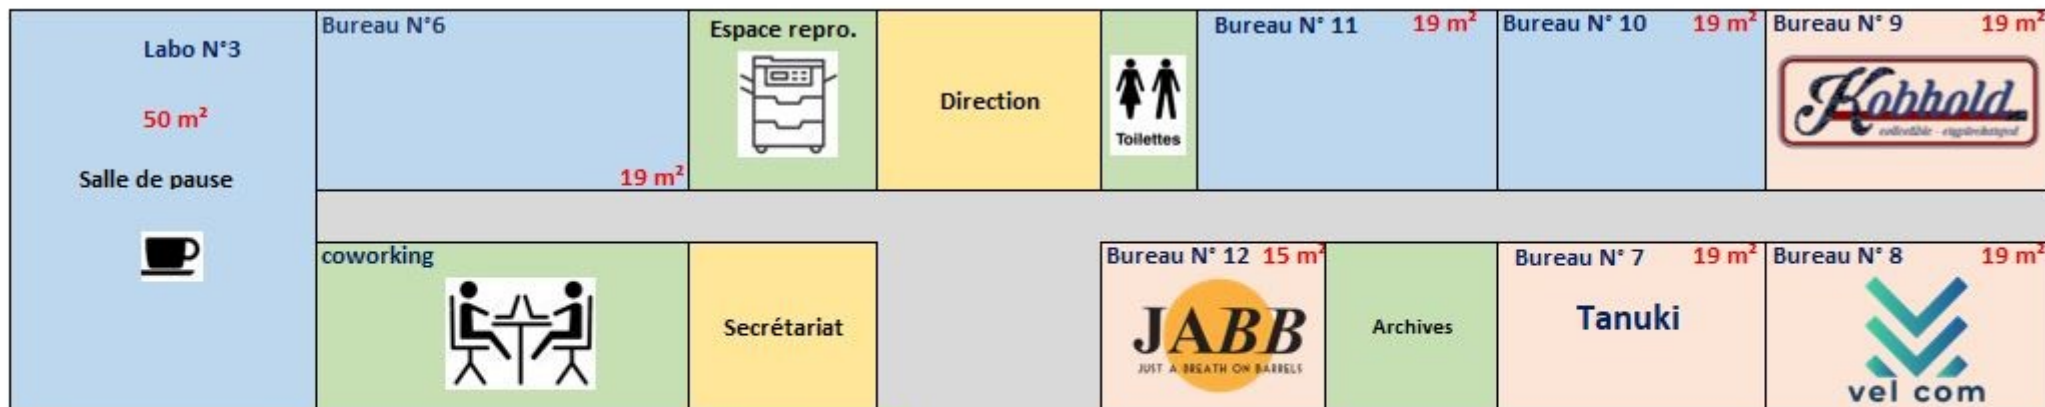 Labo N°3
50 m²
Salle de pause
Bureau N°6
19 m²
Espace repro.
Direction
Toilettes
Bureau N° 11 19 m²
Bureau N° 10 19 m²
Bureau N° 9 19 m²
Kobhold
coworking
Secrétariat
Bureau N° 12 15 m²
JABB
JUST A BREATH ON BARRELS
Archives
Bureau N° 7 19 m²
Tanuki
Bureau N° 8 19 m²
vel com